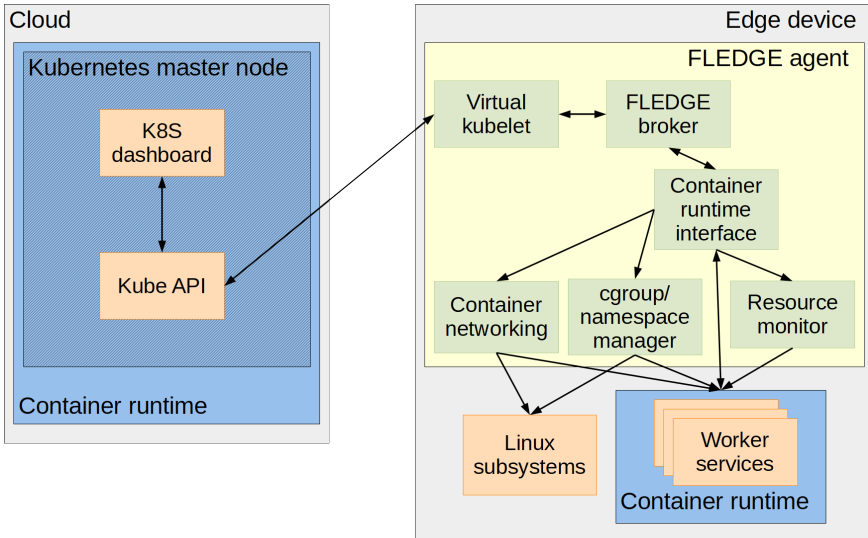 Cloud
Kubernetes master node
K8S
dashboard
Kube API
Container runtime
Edge device
FLEDGE agent
Virtual
kubelet
FLEDGE
broker
Container
runtime
interface
Container
networking
cgroup/
namespace
manager
Resource
monitor
Linux
subsystems
Worker
services
Container runtime